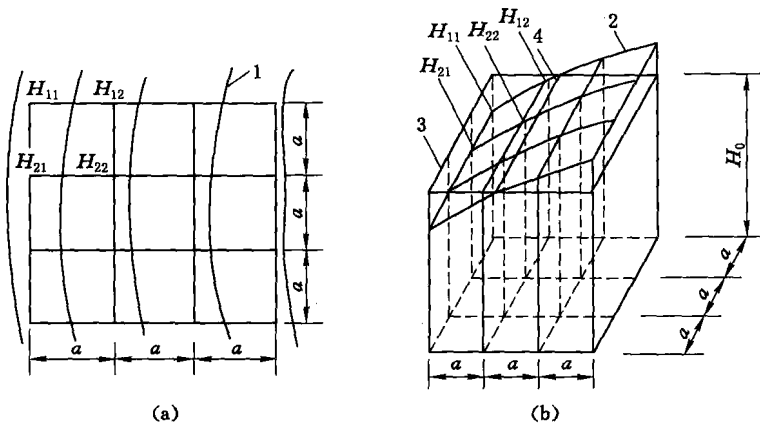 1
H₁₁ H₁₂
H₂₁ H₂₂
a
a
a
a a a
(a)
H₁₂ 4 2
H₂₂
H₁₁
H₂₁
3
H₀
a
a
a
a a a
(b)